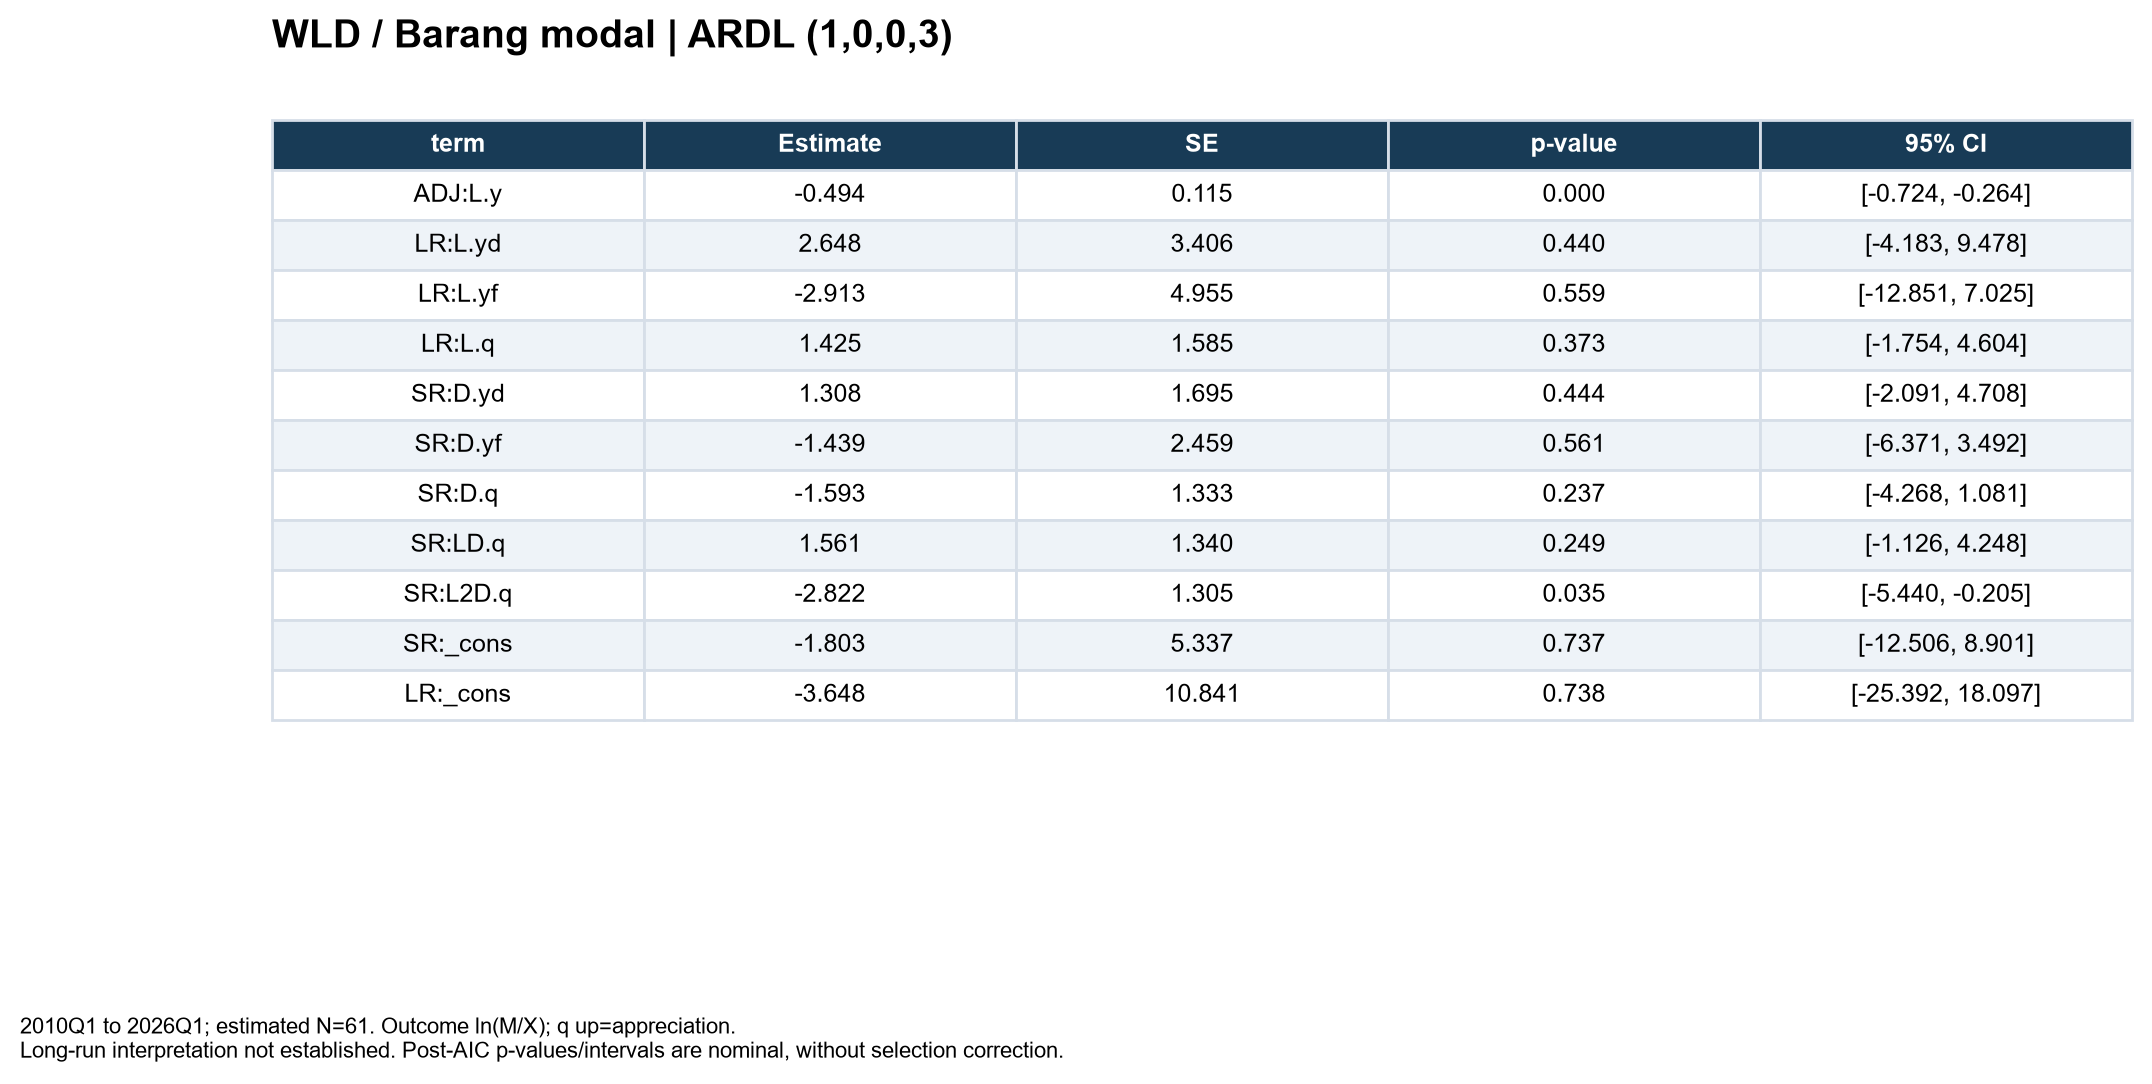 WLD / Barang modal | ARDL (1,0,0,3)
term Estimate SE p-value 95% CI
ADJ:L.y -0.494 0.115 0.000 [-0.724, -0.264]
LR:L.yd 2.648 3.406 0.440 [-4.183, 9.478]
LR:L.yf -2.913 4.955 0.559 [-12.851, 7.025]
LR:L.q 1.425 1.585 0.373 [-1.754, 4.604]
SR:D.yd 1.308 1.695 0.444 [-2.091, 4.708]
SR:D.yf -1.439 2.459 0.561 [-6.371, 3.492]
SR:D.q -1.593 1.333 0.237 [-4.268, 1.081]
SR:LD.q 1.561 1.340 0.249 [-1.126, 4.248]
SR:L2D.q -2.822 1.305 0.035 [-5.440, -0.205]
SR:_cons -1.803 5.337 0.737 [-12.506, 8.901]
LR:_cons -3.648 10.841 0.738 [-25.392, 18.097]
2010Q1 to 2026Q1; estimated N=61. Outcome ln(M/X); q up=appreciation.
Long-run interpretation not established. Post-AIC p-values/intervals are nominal, without selection correction.